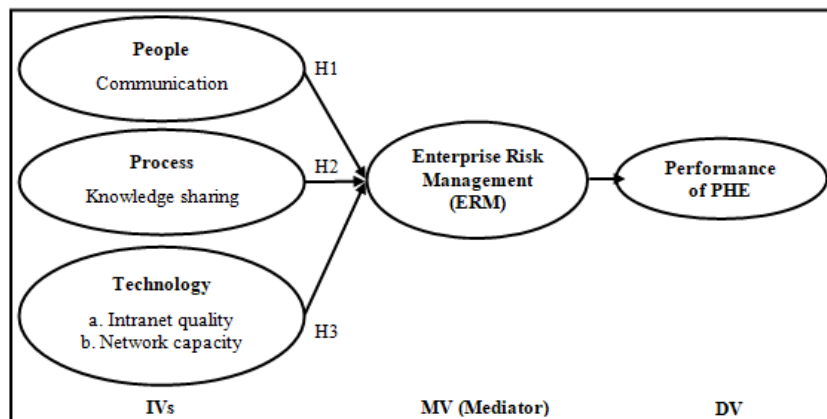 People
Communication
H1
Process
Knowledge sharing
H2
Technology
a. Intranet quality
b. Network capacity
H3
Enterprise Risk
Management
(ERM)
Performance
of PHE
IVs
MV (Mediator)
DV